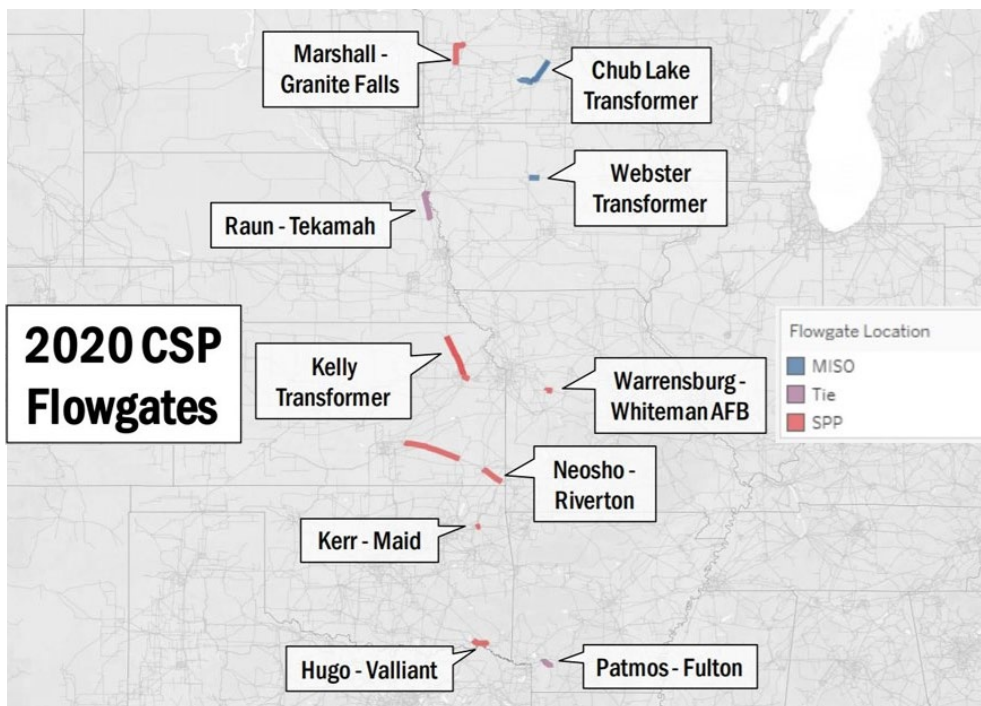 Marshall -
Granite Falls
Chub Lake
Transformer
Webster
Transformer
Raun - Tekamah
2020 CSP
Flowgates
Kelly
Transformer
Warrensburg -
Whiteman AFB
Flowgate Location
MISO
Tie
SPP
Neosho -
Riverton
Kerr - Maid
Hugo - Valliant
Patmos - Fulton